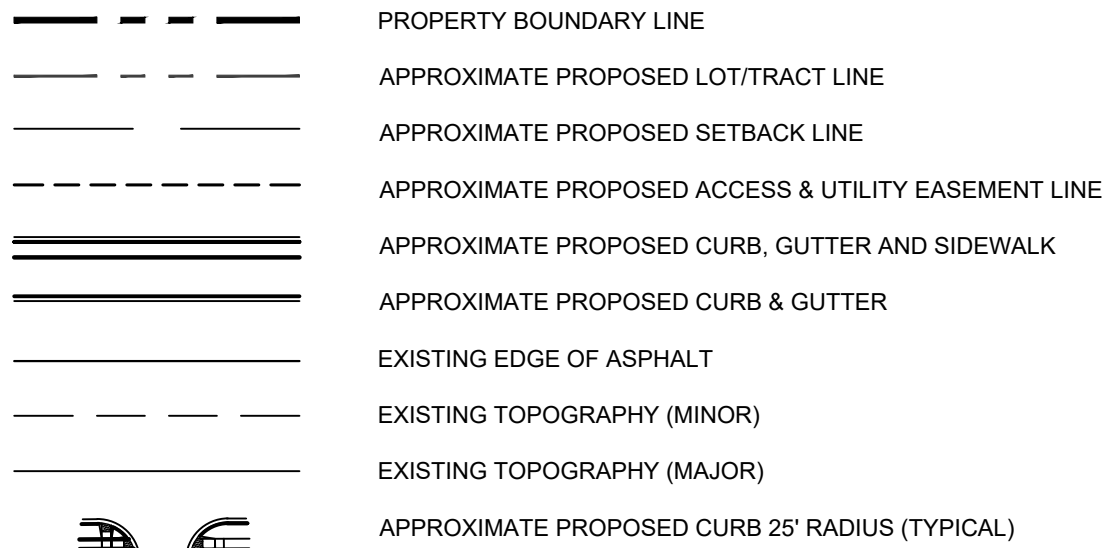 PROPERTY BOUNDARY LINE
APPROXIMATE PROPOSED LOT/TRACT LINE
APPROXIMATE PROPOSED SETBACK LINE
APPROXIMATE PROPOSED ACCESS & UTILITY EASEMENT LINE
APPROXIMATE PROPOSED CURB, GUTTER AND SIDEWALK
APPROXIMATE PROPOSED CURB & GUTTER
EXISTING EDGE OF ASPHALT
EXISTING TOPOGRAPHY (MINOR)
EXISTING TOPOGRAPHY (MAJOR)
APPROXIMATE PROPOSED CURB 25' RADIUS (TYPICAL)